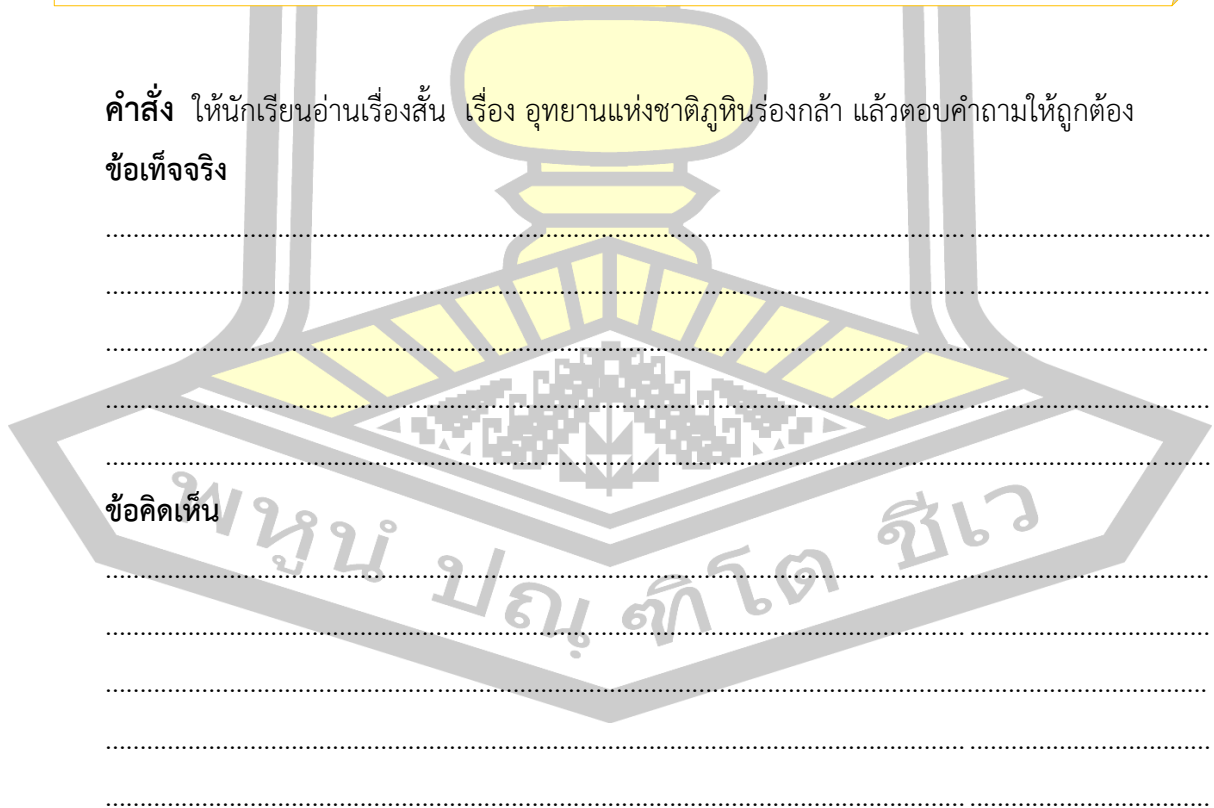 คำสั่ง ให้นักเรียนอ่านเรื่องสั้น เรื่อง อุทยานแห่งชาติภูหินร่องกล้า แล้วตอบคำถามให้ถูกต้อง
ข้อเท็จจริง
ข้อคิดเห็น
พหูนํ ปณฺฑิโต ชีเว